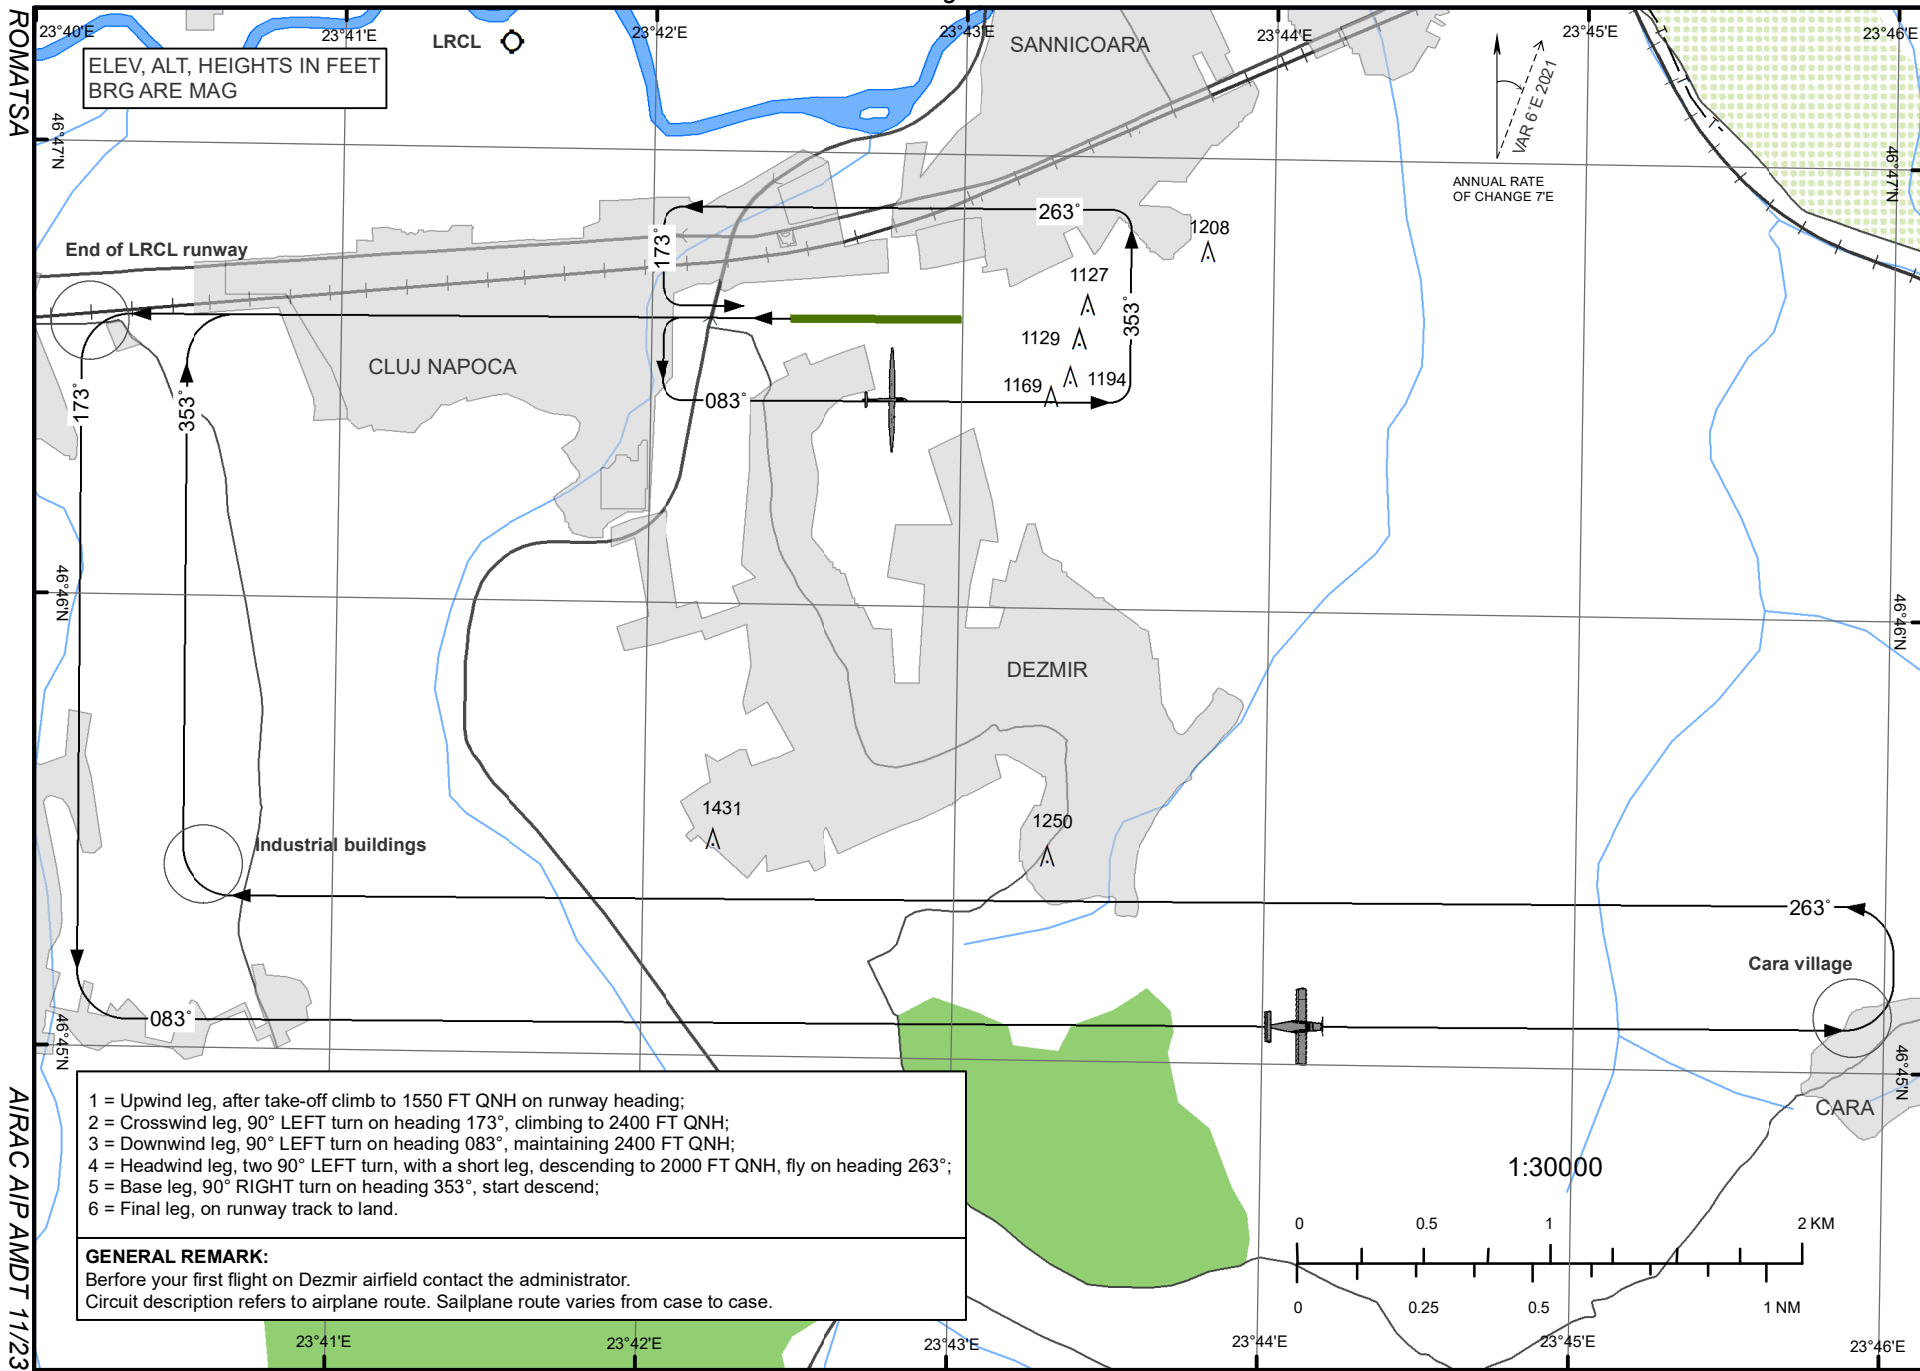 ROMATSA
23°40'E
23°41'E
23°42'E
23°43'E
23°44'E
23°45'E
23°46'E
LRCL
SANNICOARA
ELEV, ALT, HEIGHTS IN FEET
BRG ARE MAG
VAR 6°E 2021
ANNUAL RATE
OF CHANGE 7'E
46°47'N
46°47'N
End of LRCL runway
263°
173°
1208
1127
353°
1129
CLUJ NAPOCA
1169
1194
083°
173°
353°
46°46'N
46°46'N
DEZMIR
1431
1250
Industrial buildings
263°
Cara village
083°
46°45'N
46°45'N
CARA
1 = Upwind leg, after take-off climb to 1550 FT QNH on runway heading;
2 = Crosswind leg, 90° LEFT turn on heading 173°, climbing to 2400 FT QNH;
3 = Downwind leg, 90° LEFT turn on heading 083°, maintaining 2400 FT QNH;
4 = Headwind leg, two 90° LEFT turn, with a short leg, descending to 2000 FT QNH, fly on heading 263°;
5 = Base leg, 90° RIGHT turn on heading 353°, start descend;
6 = Final leg, on runway track to land.
GENERAL REMARK:
Berfore your first flight on Dezmir airfield contact the administrator.
Circuit description refers to airplane route. Sailplane route varies from case to case.
1:30000
0 0.5 1 2 KM
0 0.25 0.5 1 NM
23°41'E
23°42'E
23°43'E
23°44'E
23°45'E
23°46'E
AIRAC AIP AMDT 11/23